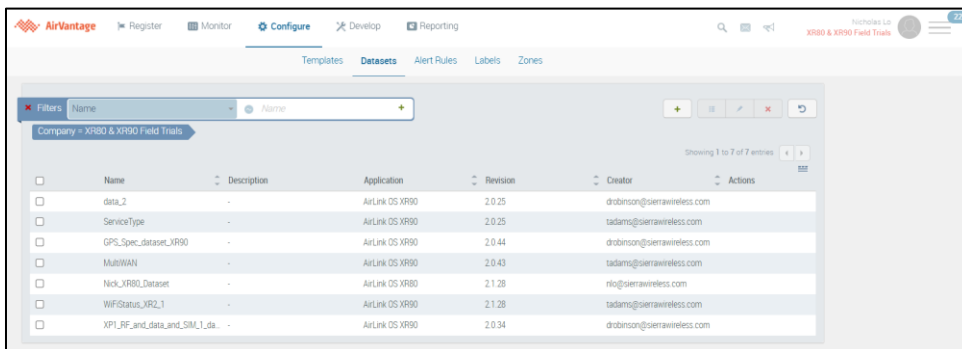 AirVantage Register Monitor Configure Develop Reporting
Nicholas Lo
XR80 & XR90 Field Trials
22
Templates Datasets Alert Rules Labels Zones
Filters Name Name
Company = XR80 & XR90 Field Trials
Showing 1 to 7 of 7 entries
Name Description Application Revision Creator Actions
data_2 - AirLink OS XR90 2.0.25 drobinson@sierrawireless.com
ServiceType - AirLink OS XR90 2.0.25 tadams@sierrawireless.com
GPS_Spec_dataset_XR90 - AirLink OS XR90 2.0.44 drobinson@sierrawireless.com
MultiWAN - AirLink OS XR90 2.0.43 tadams@sierrawireless.com
Nick_XR80_Dataset - AirLink OS XR80 2.1.28 nlo@sierrawireless.com
WiFiStatus_XR2_1 - AirLink OS XR90 2.1.28 tadams@sierrawireless.com
XP1_RF_and_data_and_SIM_1_da... - AirLink OS XR90 2.0.34 drobinson@sierrawireless.com